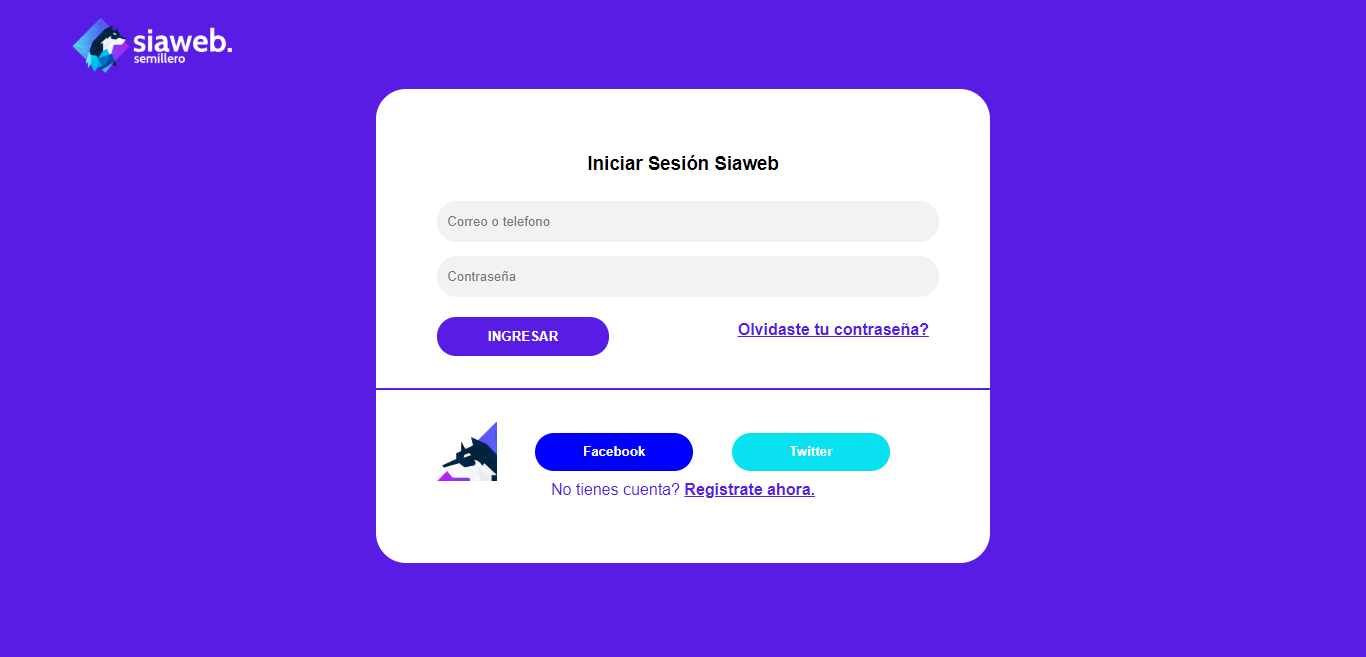 siaweb.
semillero
Iniciar Sesión Siaweb
Correo o telefono
Contraseña
INGRESAR
Olvidaste tu contraseña?
Facebook
Twitter
No tienes cuenta? Registrate ahora.